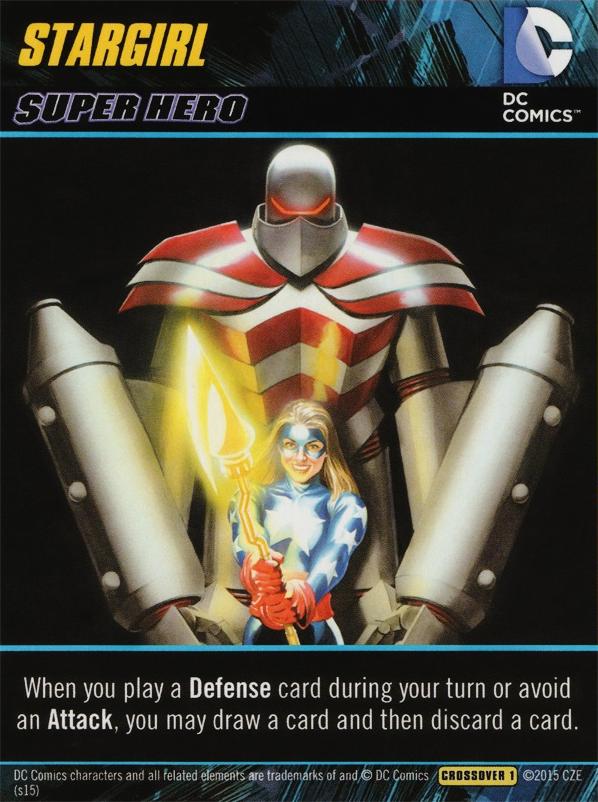 STARGIRL
SUPER HERO
DC
COMICS™
When you play a Defense card during your turn or avoid
an Attack, you may draw a card and then discard a card.
DC Comics characters and all related elements are trademarks of and © DC Comics CROSSOVER 1 ©2015 CZE
(s15)